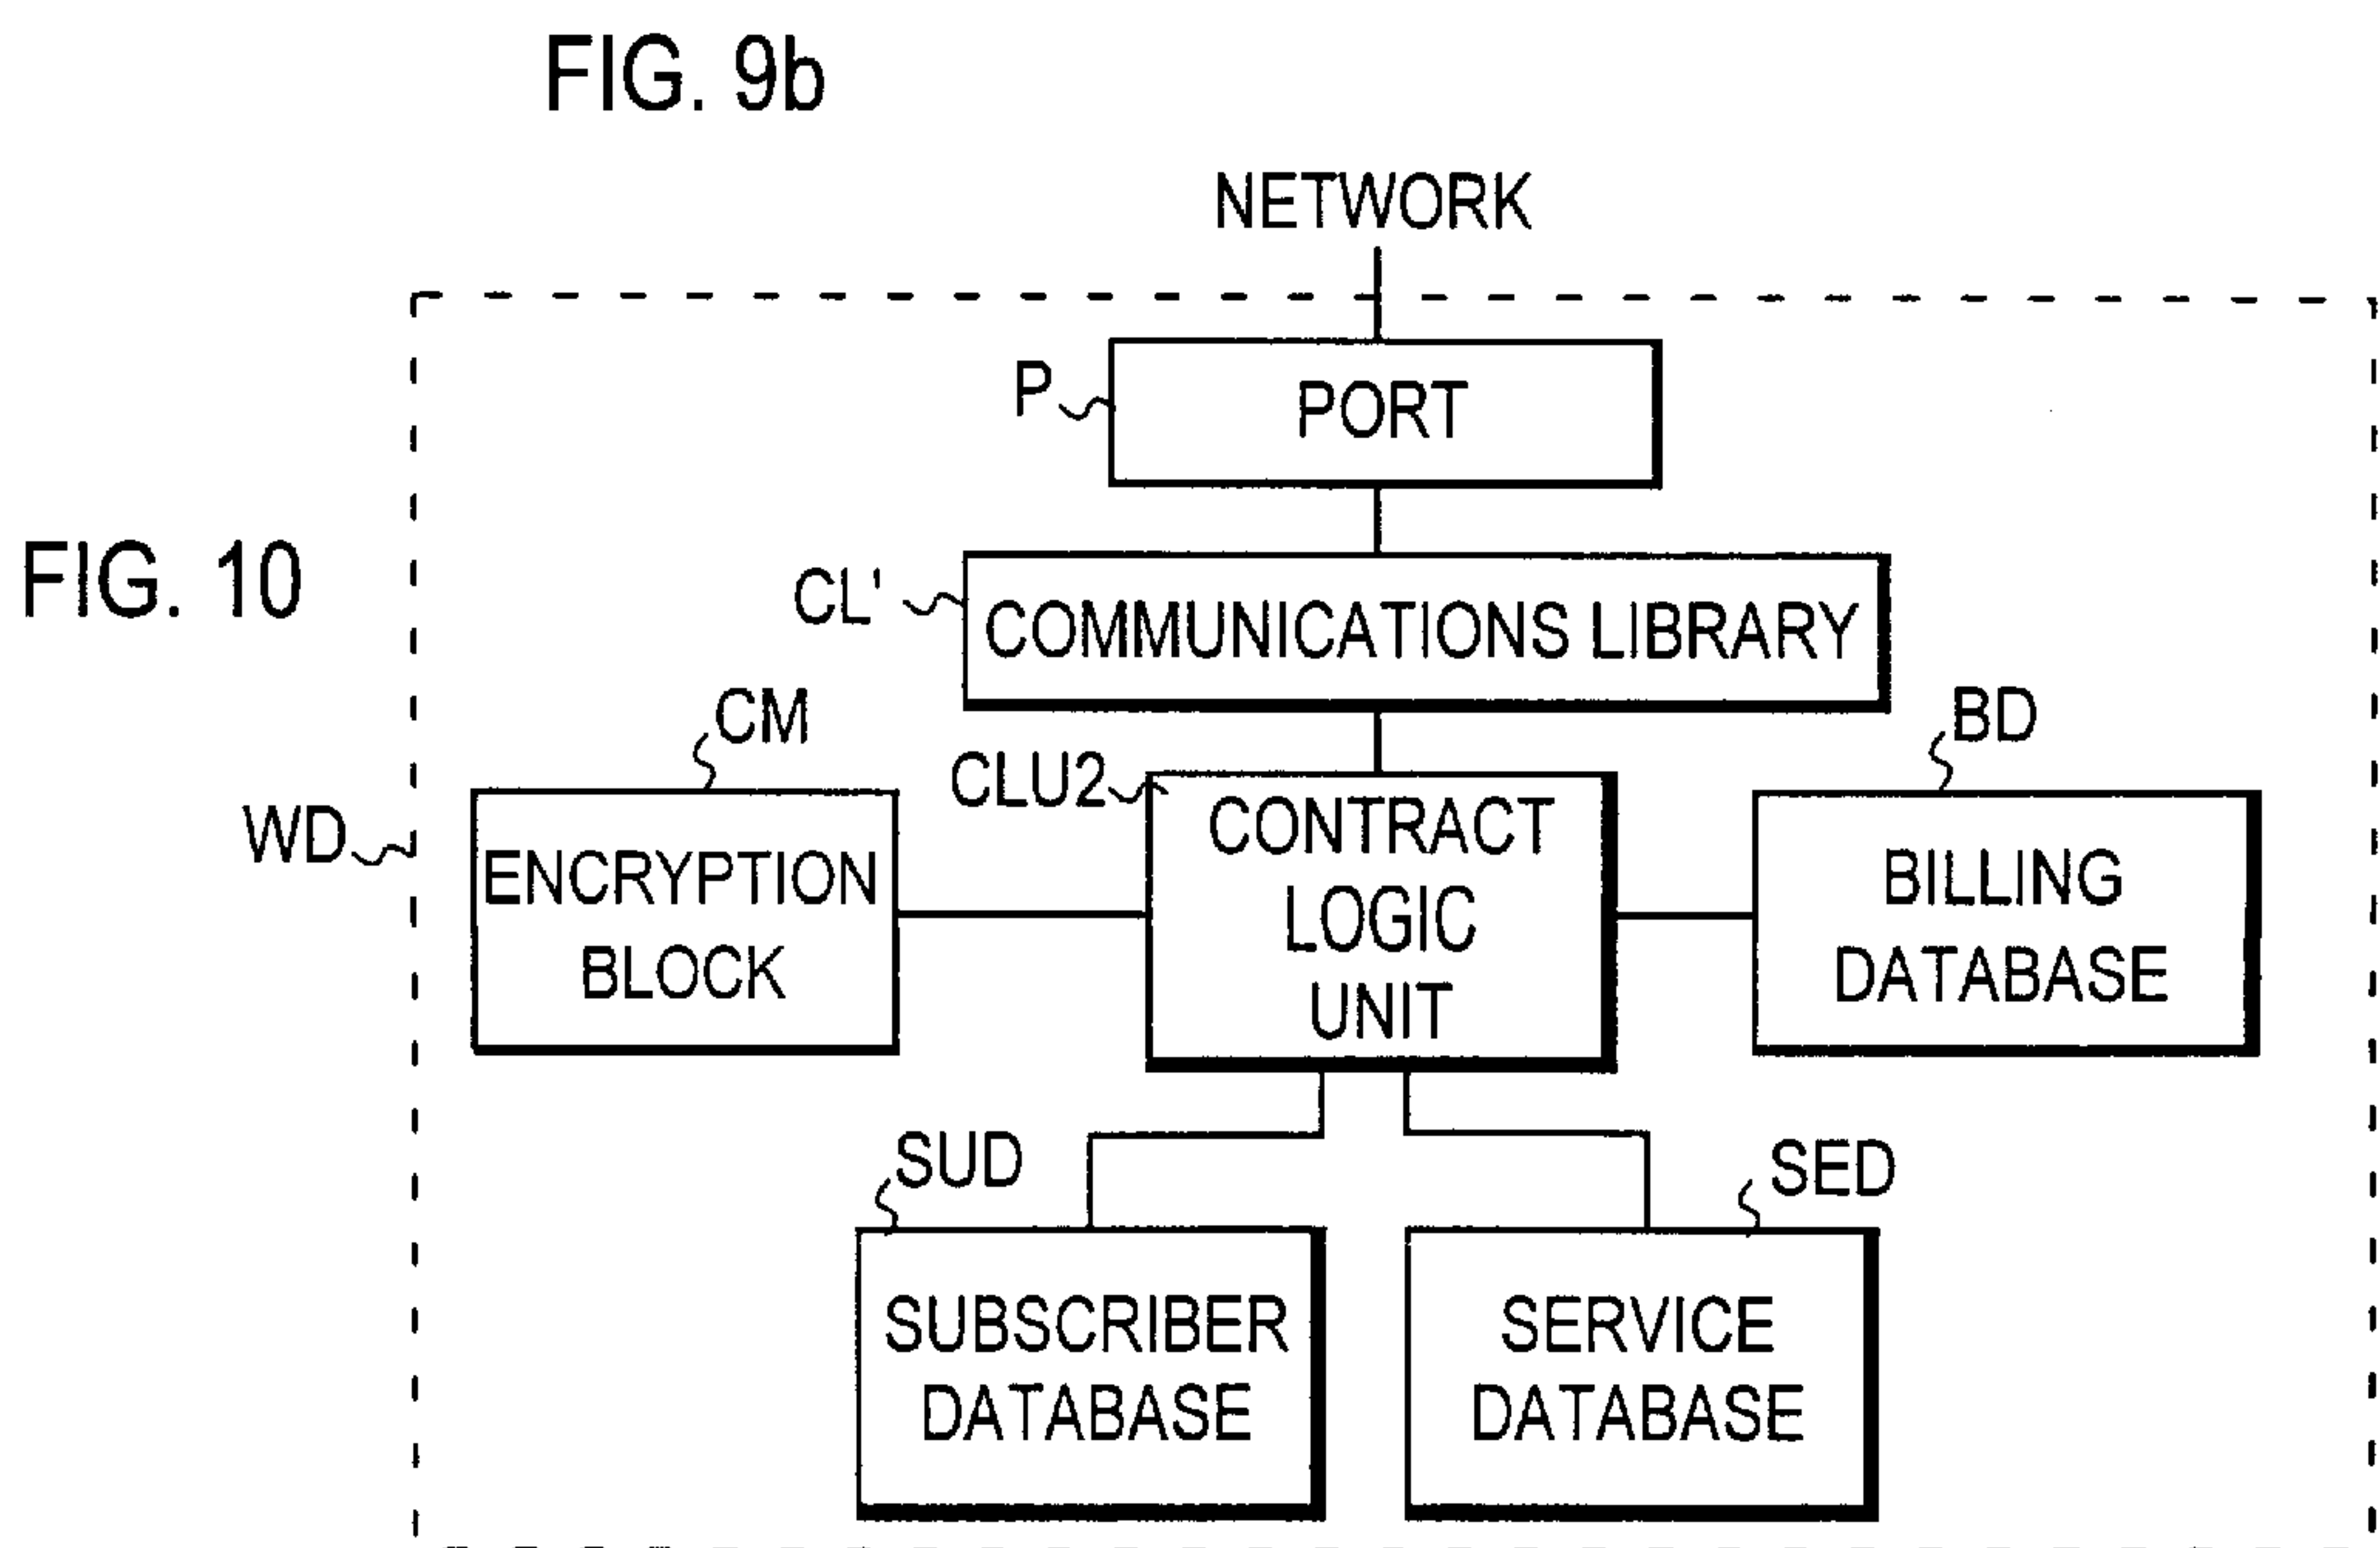 FIG. 9b
NETWORK
P
PORT
FIG. 10
CL'
COMMUNICATIONS LIBRARY
CM
BD
CLU2
WD
ENCRYPTION
BLOCK
CONTRACT
LOGIC
UNIT
BILLING
DATABASE
SUD
SED
SUBSCRIBER
DATABASE
SERVICE
DATABASE